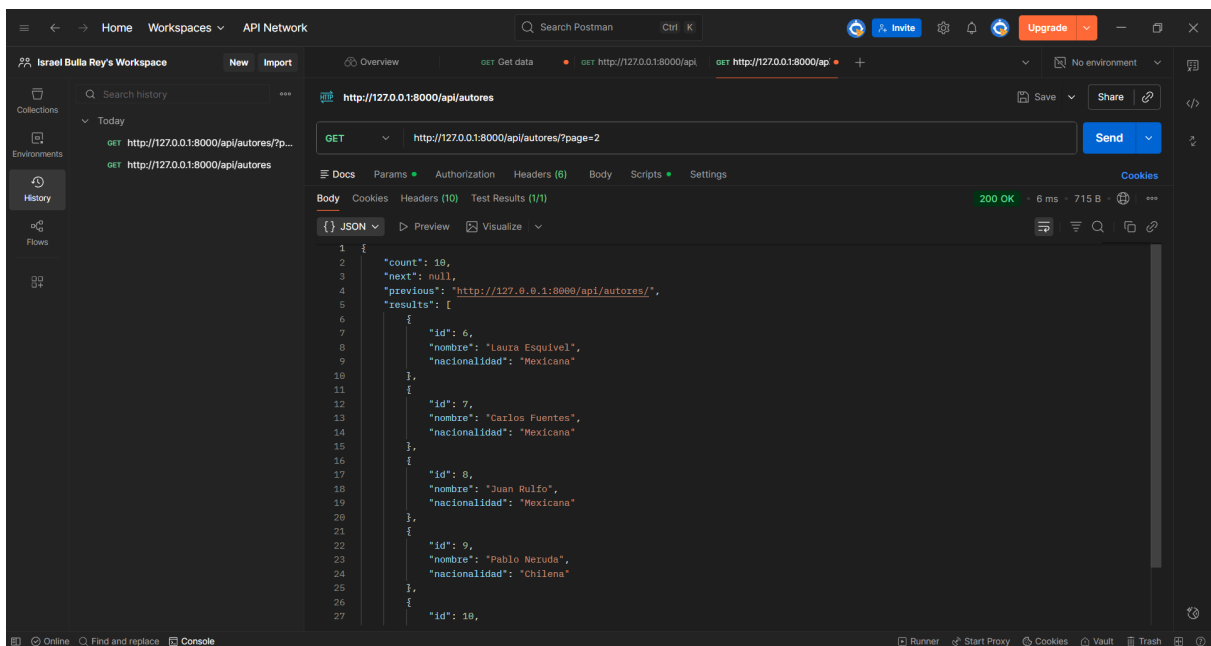 Home Workspaces API Network Search Postman Ctrl K Invite Upgrade
Israel Bulla Rey's Workspace New Import Overview GET Get data GET http://127.0.0.1:8000/api, GET http://127.0.0.1:8000/ap No environment
Collections
Environments
History
Flows
Search history
Today
GET http://127.0.0.1:8000/api/autores/?p...
GET http://127.0.0.1:8000/api/autores
HTTP http://127.0.0.1:8000/api/autores Save Share
GET http://127.0.0.1:8000/api/autores/?page=2 Send
Docs Params Authorization Headers (6) Body Scripts Settings Cookies
Body Cookies Headers (10) Test Results (1/1) 200 OK 6 ms 715 B
{} JSON Preview Visualize
1 {
2 "count": 10,
3 "next": null,
4 "previous": "http://127.0.0.1:8000/api/autores/",
5 "results": [
6 {
7 "id": 6,
8 "nombre": "Laura Esquivel",
9 "nacionalidad": "Mexicana"
10 },
11 {
12 "id": 7,
13 "nombre": "Carlos Fuentes",
14 "nacionalidad": "Mexicana"
15 },
16 {
17 "id": 8,
18 "nombre": "Juan Rulfo",
19 "nacionalidad": "Mexicana"
20 },
21 {
22 "id": 9,
23 "nombre": "Pablo Neruda",
24 "nacionalidad": "Chilena"
25 },
26 {
27 "id": 10,
Online Find and replace Console Runner Start Proxy Cookies Vault Trash